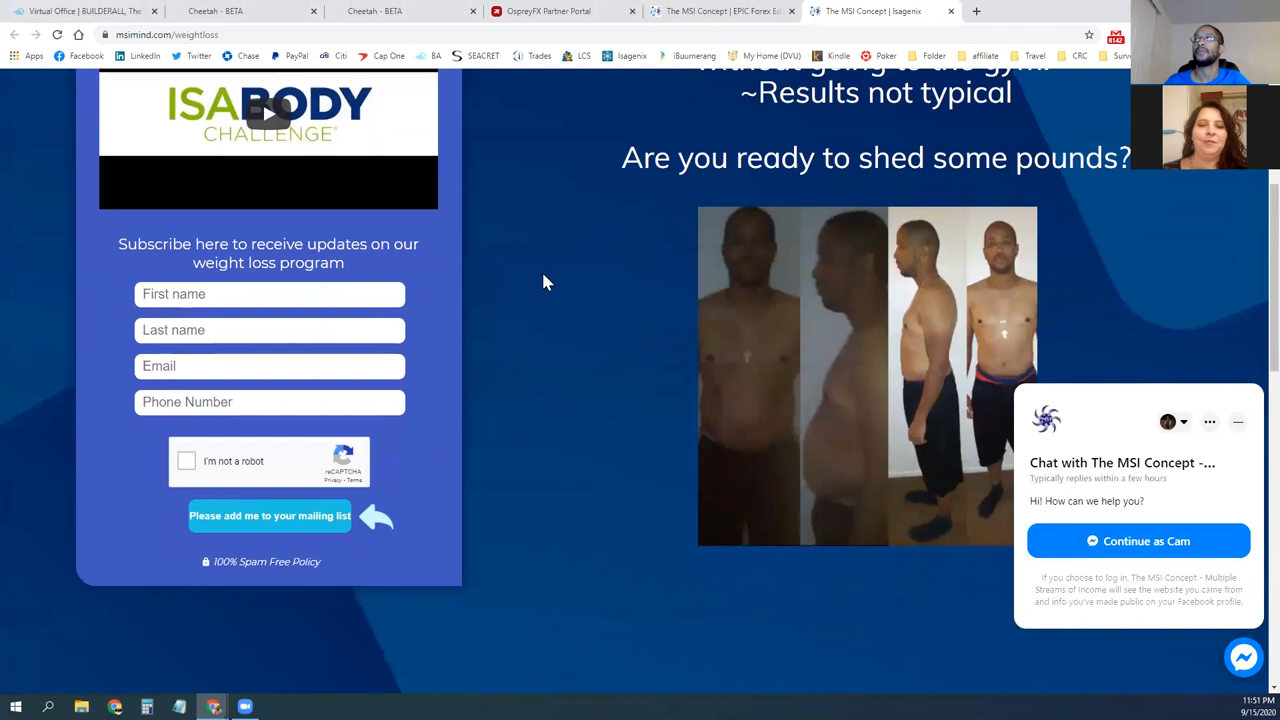 Virtual Office | BUILDERALL, The
Cheetah - BETA
Cheetah - BETA
OspreyFX Partner Portal
The MSI Concept | EPIC Forex Ed
The MSI Concept | Isagenix
msimind.com/weightloss
8142
Apps
Facebook
LinkedIn
Twitter
Chase
PayPal
Cap One
BA
SEACRET
Trades
LCS
Isagenix
iBuumerang
My Home (DVU)
Kindle
Poker
Folder
affiliate
Travel
CRC
Surv
without going to the gym!
~Results not typical
Are you ready to shed some pounds?
ISABODY
CHALLENGE®
Subscribe here to receive updates on our
weight loss program
First name
Last name
Email
Phone Number
I'm not a robot
reCAPTCHA
Privacy - Terms
Please add me to your mailing list
100% Spam Free Policy
Chat with The MSI Concept -...
Typically replies within a few hours
Hi! How can we help you?
Continue as Cam
If you choose to log in, The MSI Concept - Multiple
Streams of Income will see the website you came from
and info you've made public on your Facebook profile.
11:51 PM
9/15/2020